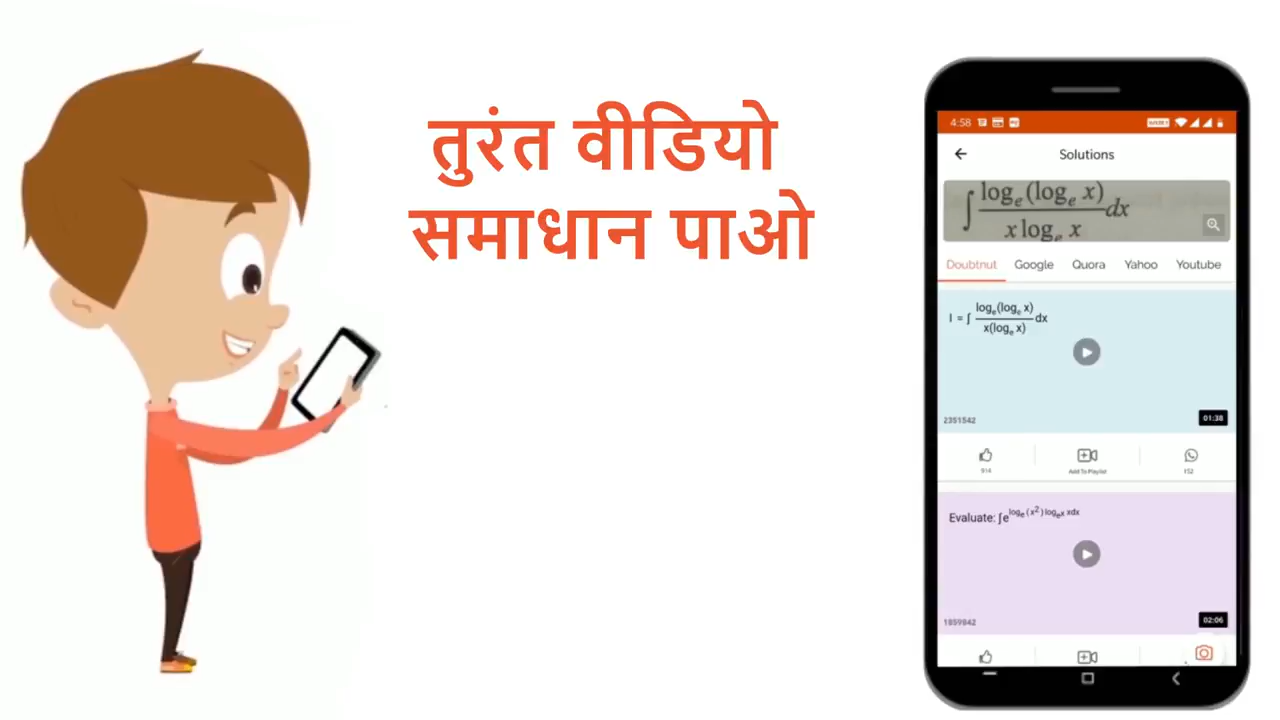 तुरंत वीडियो
समाधान पाओ
4:58
Solutions
∫ logₑ(logₑ x) / x logₑ x dx
Doubtnut Google Quora Yahoo Youtube
I = ∫ logₑ(logₑ x) / x(logₑ x) dx
2351542 01:38
914 Add To Playlist 152
Evaluate: ∫e^logₑ(x²)logₑx xdx
1859842 02:06